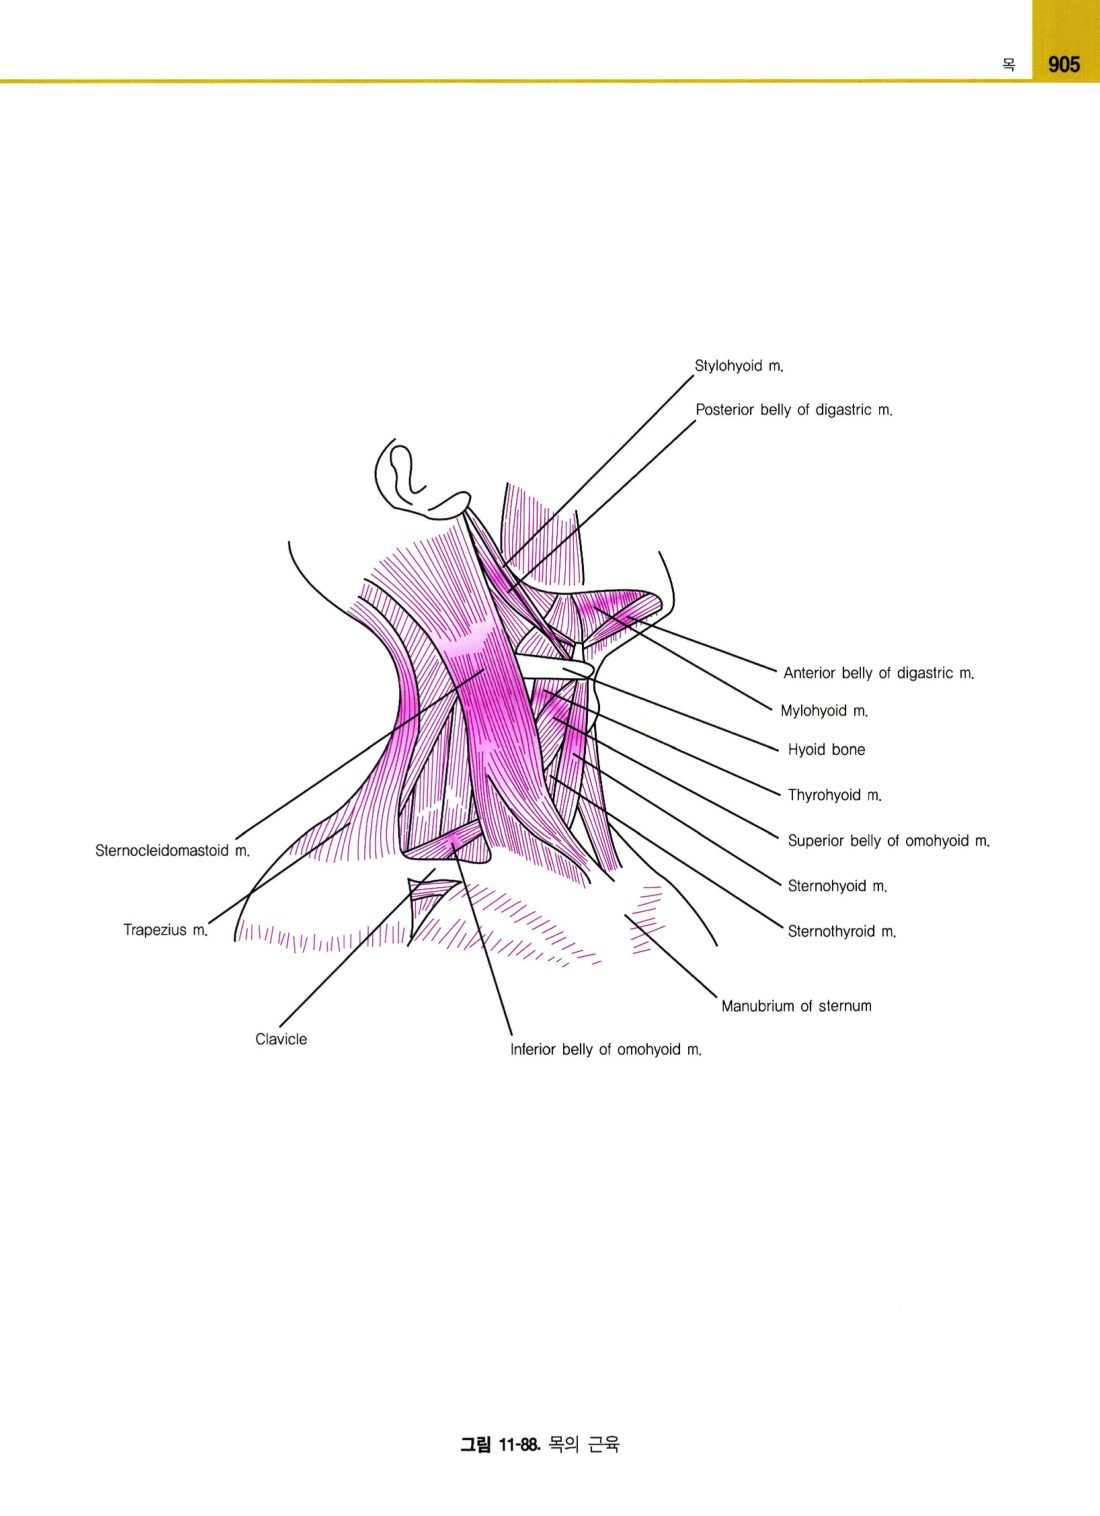 목 905
Stylohyoid m.
Posterior belly of digastric m.
Anterior belly of digastric m.
Mylohyoid m.
Hyoid bone
Thyrohyoid m.
Superior belly of omohyoid m.
Sternocleidomastoid m.
Sternohyoid m.
Trapezius m.
Sternothyroid m.
Manubrium of sternum
Clavicle
Inferior belly of omohyoid m.
그림 11-88. 목의 근육